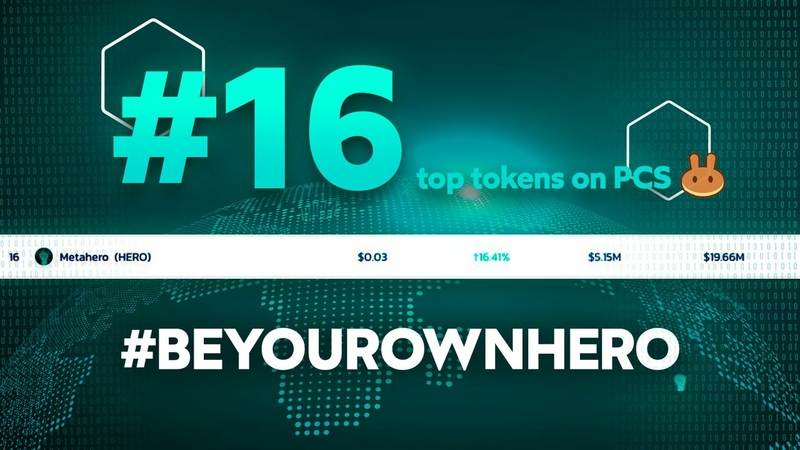 #16
top tokens on PCS
16 Metahero (HERO) $0.03 ↑16.41% $5.15M $19.66M
#BEYOUROWNHERO